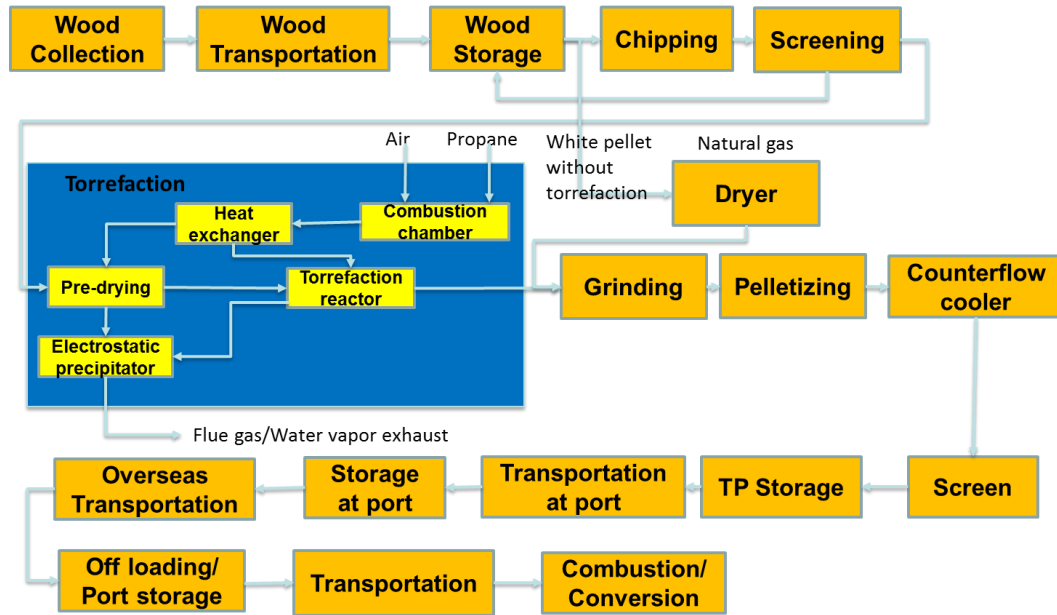 Wood
Collection
Wood
Transportation
Wood
Storage
Chipping
Screening
Air
Propane
White pellet
without
torrefaction
Natural gas
Dryer
Torrefaction
Heat
exchanger
Combustion
chamber
Pre-drying
Torrefaction
reactor
Electrostatic
precipitator
Grinding
Pelletizing
Counterflow
cooler
Flue gas/Water vapor exhaust
Overseas
Transportation
Storage
at port
Transportation
at port
TP Storage
Screen
Off loading/
Port storage
Transportation
Combustion/
Conversion